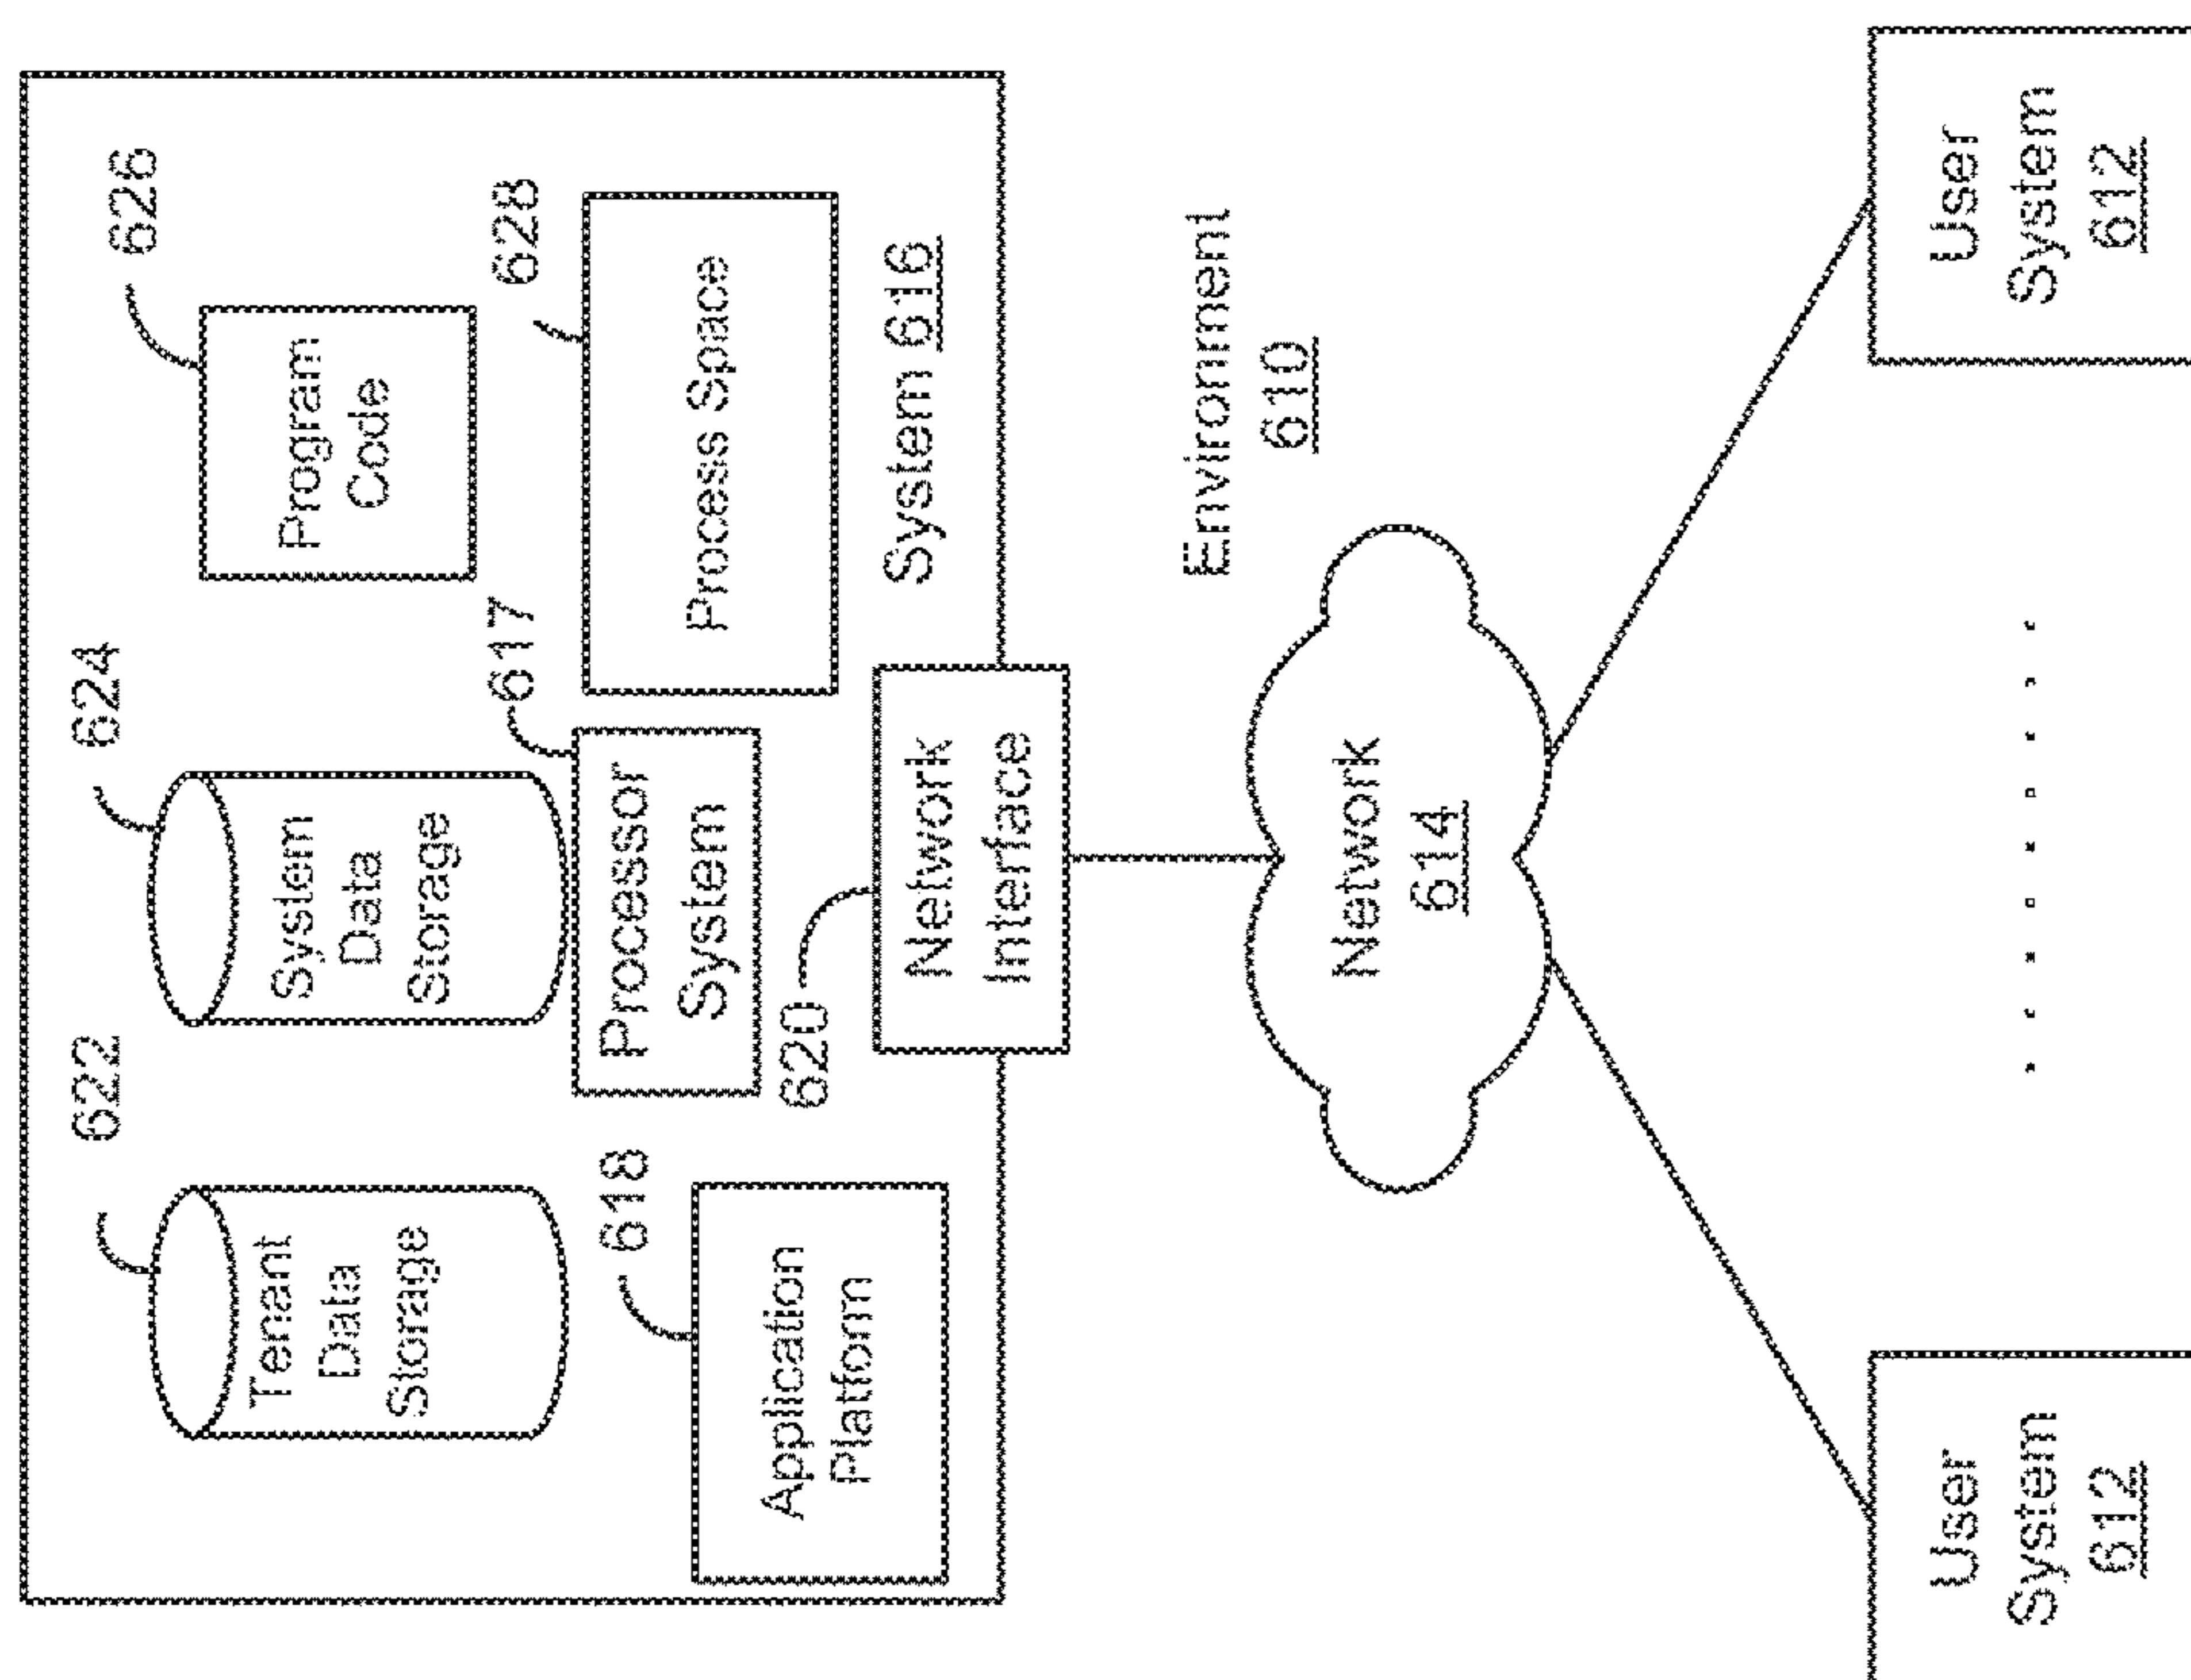 622
624
626
Tenant
Data
Storage
System
Data
Storage
Program
Code
618
617
628
Application
Platform
Processor
System
Process Space
620
Network
Interface
System 616
Environment
610
Network
614
User
System
612
User
System
612